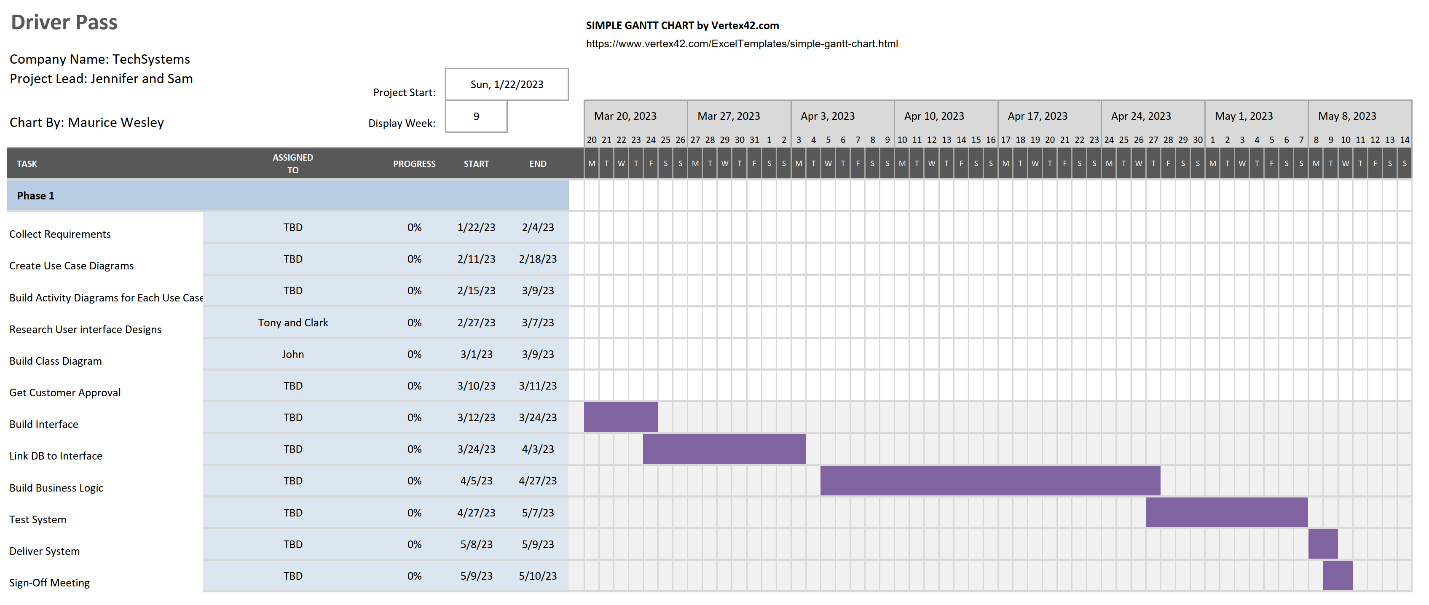 Driver Pass
SIMPLE GANTT CHART by Vertex42.com
https://www.vertex42.com/ExcelTemplates/simple-gantt-chart.html
Company Name: TechSystems
Project Lead: Jennifer and Sam
Project Start: Sun, 1/22/2023
Chart By: Maurice Wesley
Display Week: 9
Mar 20, 2023 Mar 27, 2023 Apr 3, 2023 Apr 10, 2023 Apr 17, 2023 Apr 24, 2023 May 1, 2023 May 8, 2023
20 21 22 23 24 25 26 27 28 29 30 31 1 2 3 4 5 6 7 8 9 10 11 12 13 14 15 16 17 18 19 20 21 22 23 24 25 26 27 28 29 30 1 2 3 4 5 6 7 8 9 10 11 12 13 14
TASK ASSIGNED TO PROGRESS START END M T W T F S S M T W T F S S M T W T F S S M T W T F S S M T W T F S S M T W T F S S M T W T F S S M T W T F S S
Phase 1
Collect Requirements TBD 0% 1/22/23 2/4/23
Create Use Case Diagrams TBD 0% 2/11/23 2/18/23
Build Activity Diagrams for Each Use Case TBD 0% 2/15/23 3/9/23
Research User interface Designs Tony and Clark 0% 2/27/23 3/7/23
Build Class Diagram John 0% 3/1/23 3/9/23
Get Customer Approval TBD 0% 3/10/23 3/11/23
Build Interface TBD 0% 3/12/23 3/24/23
Link DB to Interface TBD 0% 3/24/23 4/3/23
Build Business Logic TBD 0% 4/5/23 4/27/23
Test System TBD 0% 4/27/23 5/7/23
Deliver System TBD 0% 5/8/23 5/9/23
Sign-Off Meeting TBD 0% 5/9/23 5/10/23